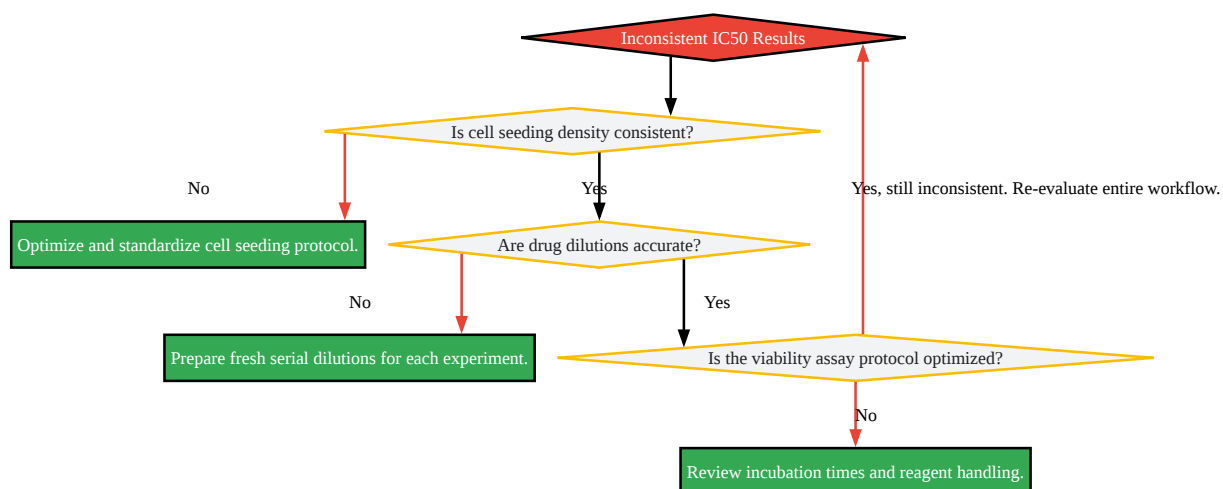 Inconsistent IC50 Results
Is cell seeding density consistent?
No
Yes
Yes, still inconsistent. Re-evaluate entire workflow.
Optimize and standardize cell seeding protocol.
Are drug dilutions accurate?
No
Yes
Prepare fresh serial dilutions for each experiment.
Is the viability assay protocol optimized?
No
Review incubation times and reagent handling.